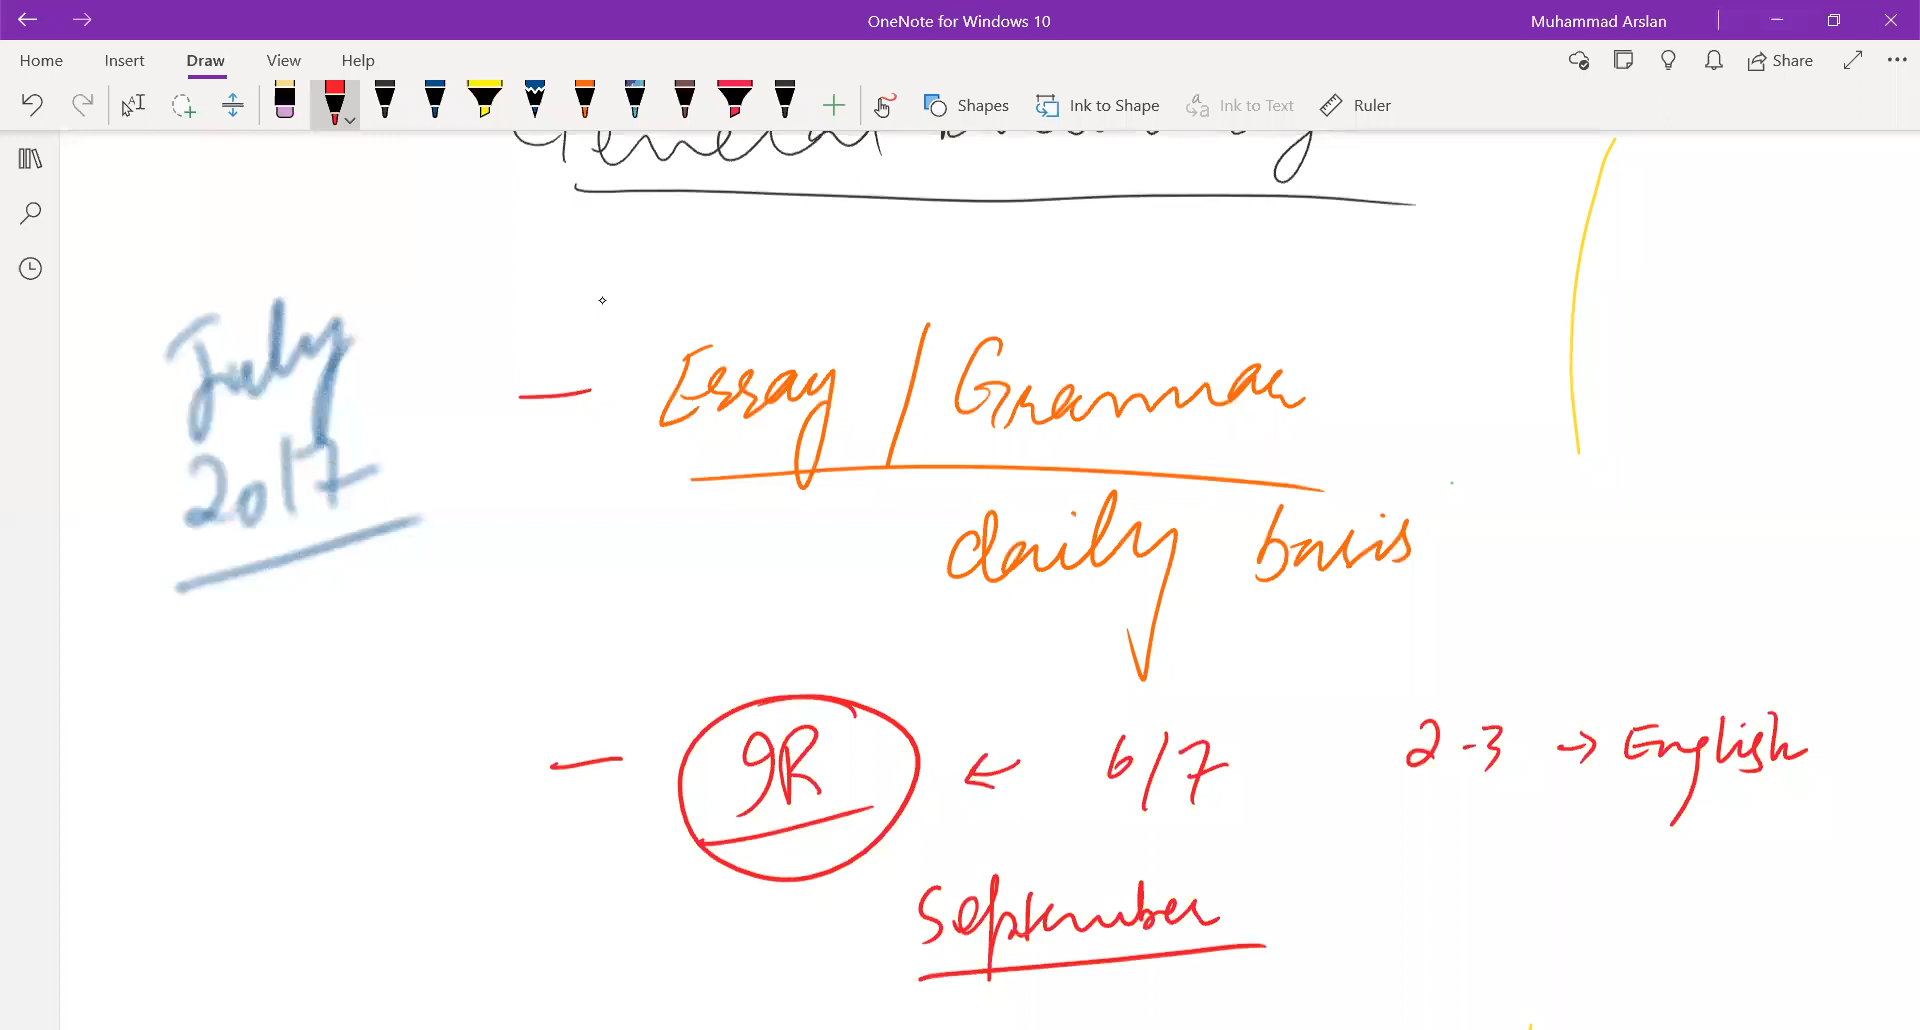 OneNote for Windows 10
Muhammad Arslan
Home Insert Draw View Help
Share
Shapes Ink to Shape Ink to Text Ruler
General
July
2017
— Essay / Grammar
daily basis
— ← 6/7 2-3 → English
September